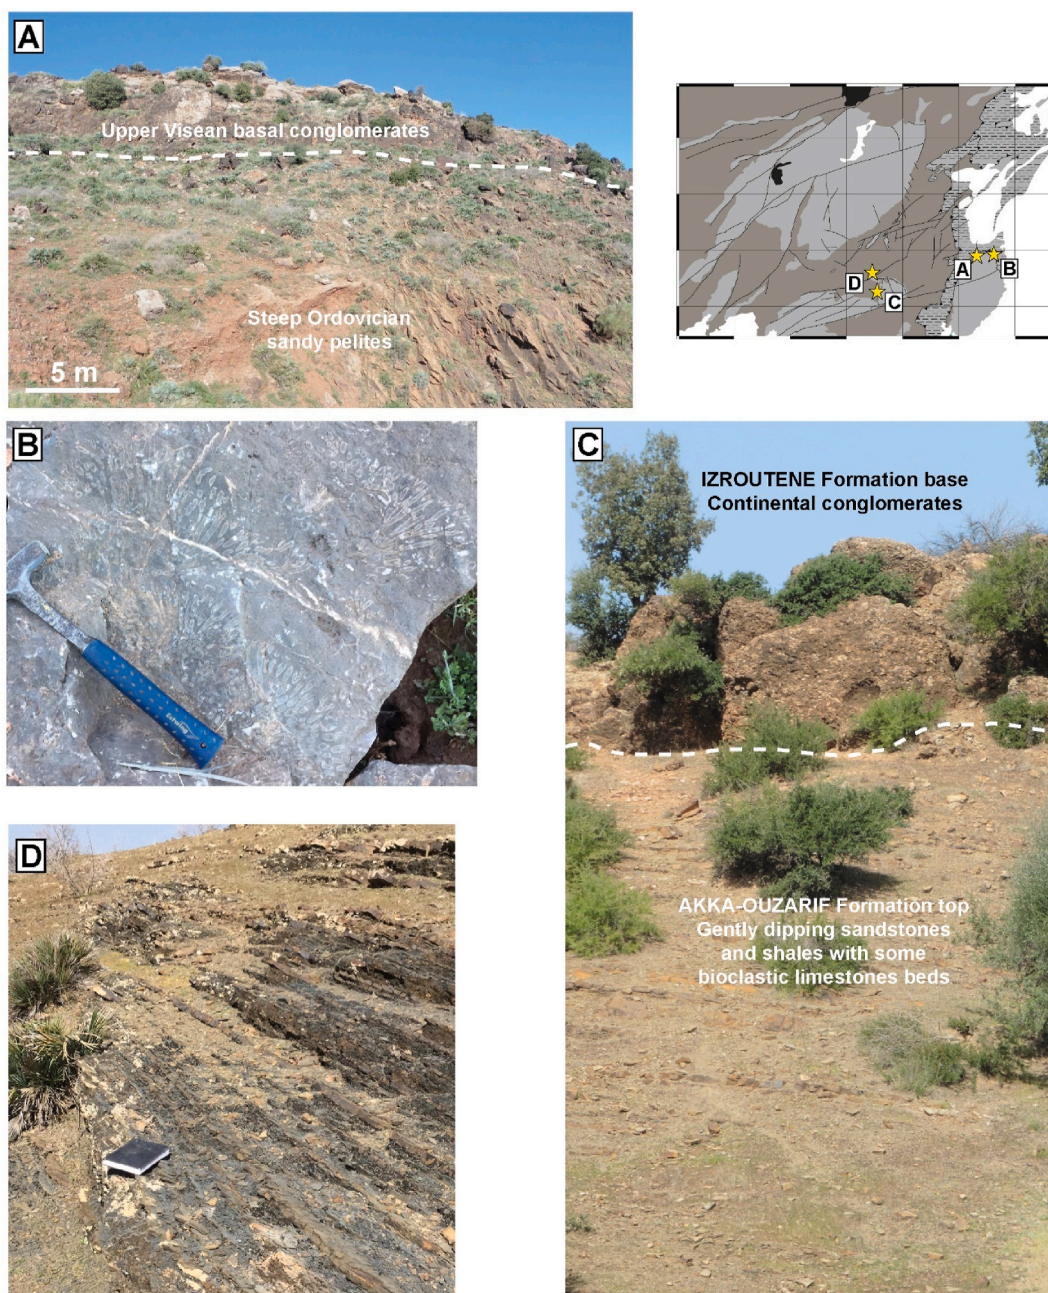 A
Upper Visean basal conglomerates
Steep Ordovician
sandy pelites
5 m
A
B
D
C
B
Estwing
C
IZROUTENE Formation base
Continental conglomerates
AKKA-OUZARIF Formation top
Gently dipping sandstones
and shales with some
bioclastic limestones beds
D